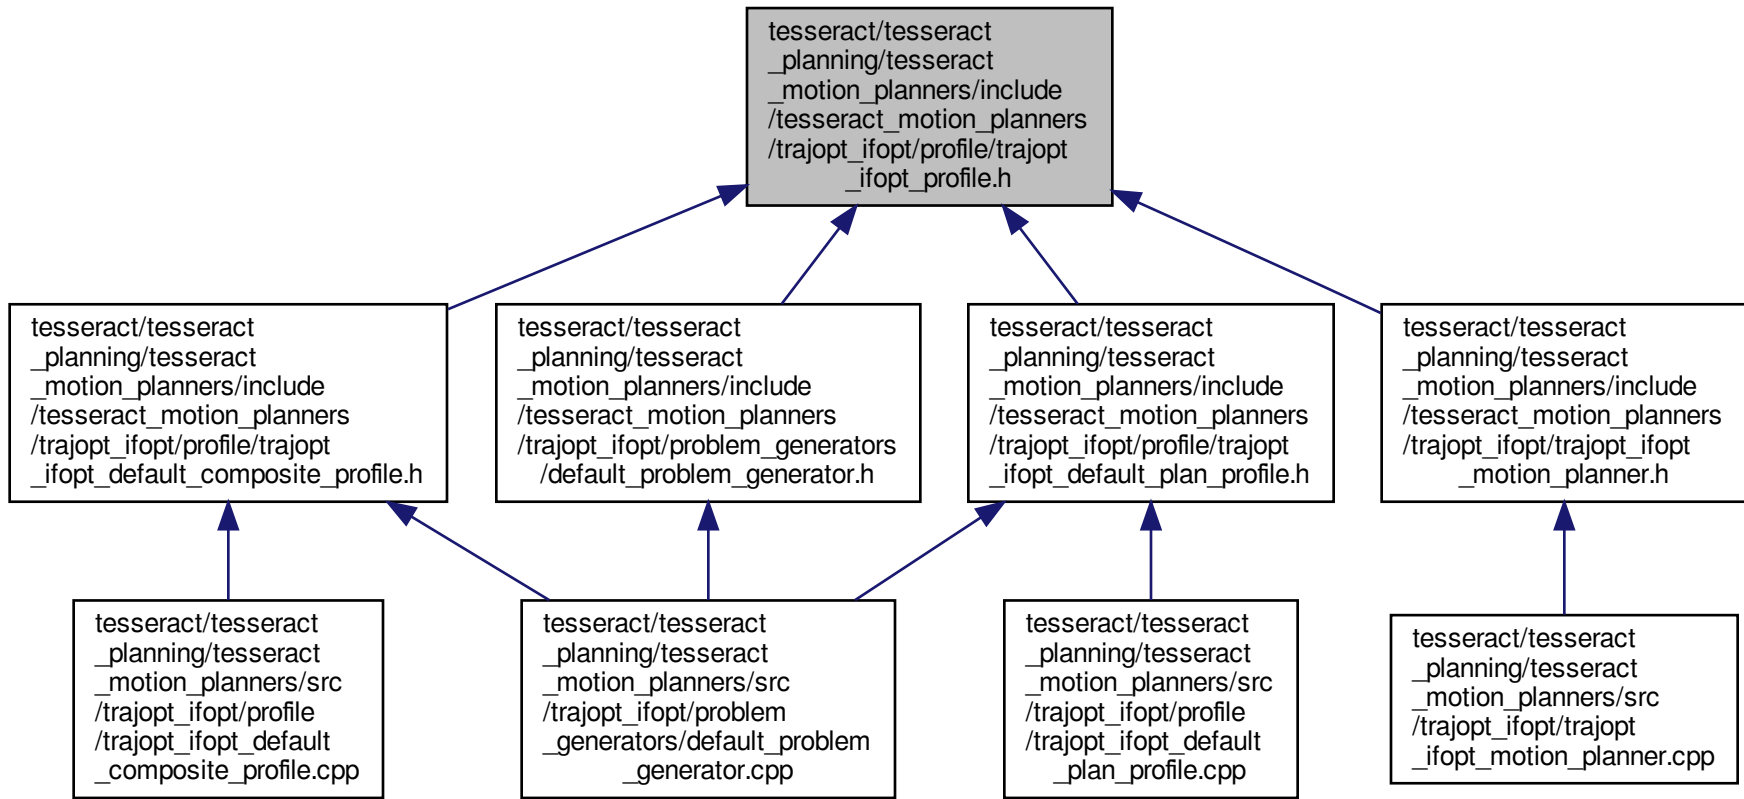 tesseract/tesseract
_planning/tesseract
_motion_planners/include
/tesseract_motion_planners
/trajopt_ifopt/profile/trajopt
_ifopt_profile.h
tesseract/tesseract
_planning/tesseract
_motion_planners/include
/tesseract_motion_planners
/trajopt_ifopt/profile/trajopt
_ifopt_default_composite_profile.h
tesseract/tesseract
_planning/tesseract
_motion_planners/include
/tesseract_motion_planners
/trajopt_ifopt/problem_generators
/default_problem_generator.h
tesseract/tesseract
_planning/tesseract
_motion_planners/include
/tesseract_motion_planners
/trajopt_ifopt/profile/trajopt
_ifopt_default_plan_profile.h
tesseract/tesseract
_planning/tesseract
_motion_planners/include
/tesseract_motion_planners
/trajopt_ifopt/trajopt_ifopt
_motion_planner.h
tesseract/tesseract
_planning/tesseract
_motion_planners/src
/trajopt_ifopt/profile
/trajopt_ifopt_default
_composite_profile.cpp
tesseract/tesseract
_planning/tesseract
_motion_planners/src
/trajopt_ifopt/problem
_generators/default_problem
_generator.cpp
tesseract/tesseract
_planning/tesseract
_motion_planners/src
/trajopt_ifopt/profile
/trajopt_ifopt_default
_plan_profile.cpp
tesseract/tesseract
_planning/tesseract
_motion_planners/src
/trajopt_ifopt/trajopt
_ifopt_motion_planner.cpp